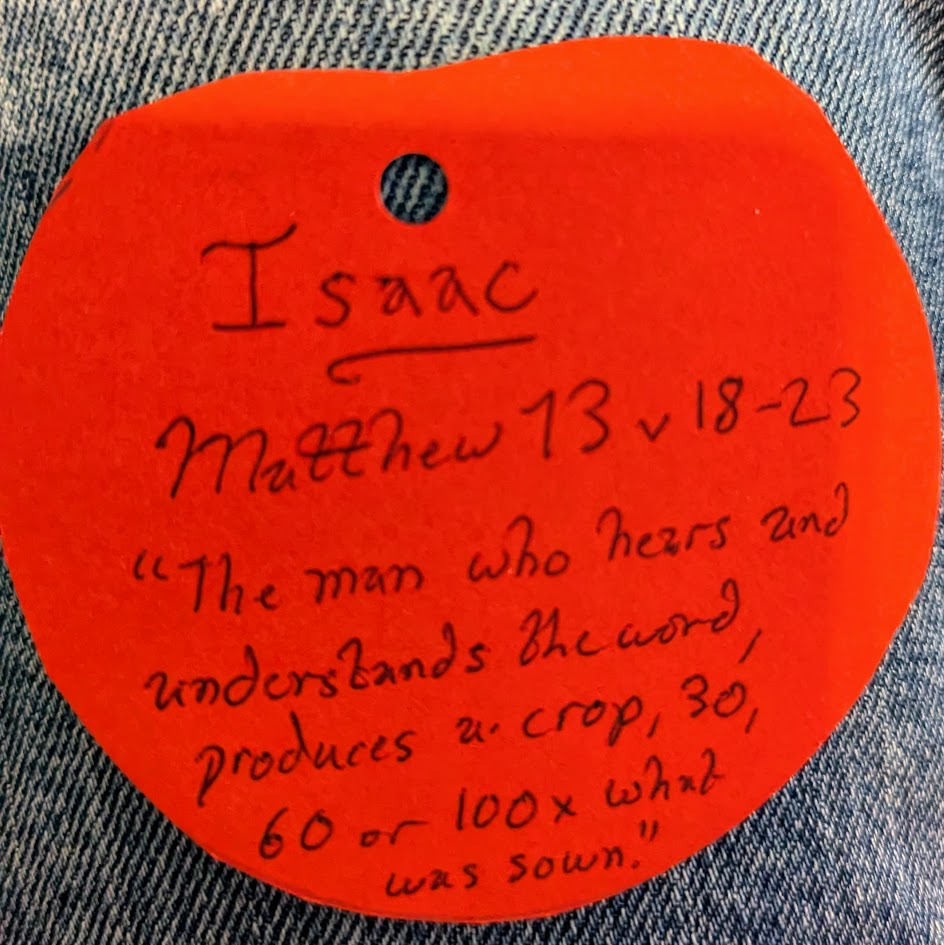 Isaac
Matthew 13 v 18-23
"The man who hears and
understands the word,
produces a crop, 30,
60 or 100x what
was sown."